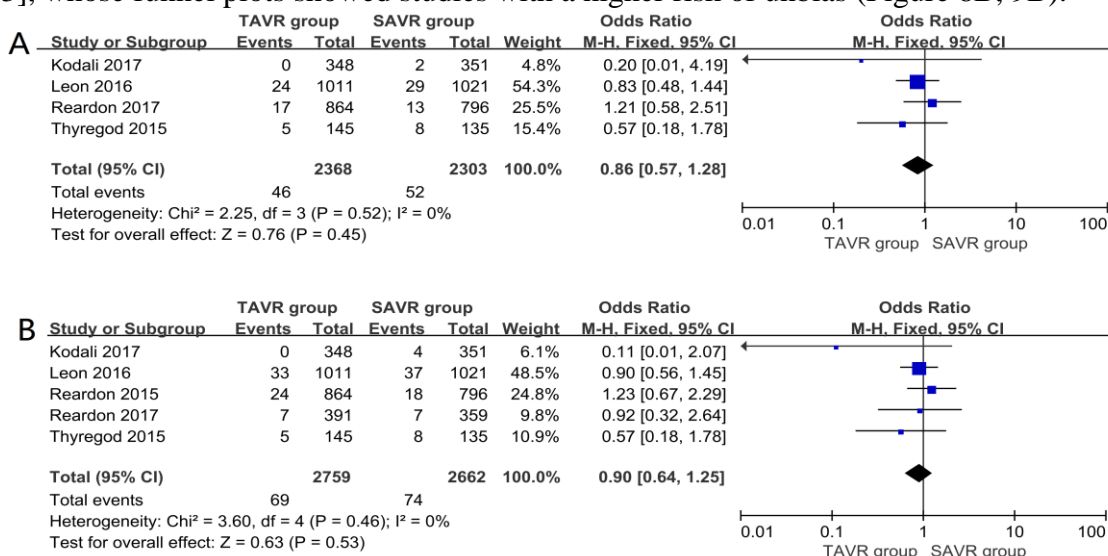 5], whose funnel plots showed studies with a higher risk of unbias (Figure 8B, 9B).
A
TAVR group SAVR group Odds Ratio Odds Ratio
Study or Subgroup Events Total Events Total Weight M-H, Fixed, 95% CI M-H, Fixed, 95% CI
Kodali 2017 0 348 2 351 4.8% 0.20 [0.01, 4.19]
Leon 2016 24 1011 29 1021 54.3% 0.83 [0.48, 1.44]
Reardon 2017 17 864 13 796 25.5% 1.21 [0.58, 2.51]
Thyregod 2015 5 145 8 135 15.4% 0.57 [0.18, 1.78]
Total (95% CI) 2368 2303 100.0% 0.86 [0.57, 1.28]
Total events 46 52
Heterogeneity: Chi² = 2.25, df = 3 (P = 0.52); I² = 0%
Test for overall effect: Z = 0.76 (P = 0.45)
0.01 0.1 1 10 100
TAVR group SAVR group
B
TAVR group SAVR group Odds Ratio Odds Ratio
Study or Subgroup Events Total Events Total Weight M-H, Fixed, 95% CI M-H, Fixed, 95% CI
Kodali 2017 0 348 4 351 6.1% 0.11 [0.01, 2.07]
Leon 2016 33 1011 37 1021 48.5% 0.90 [0.56, 1.45]
Reardon 2015 24 864 18 796 24.8% 1.23 [0.67, 2.29]
Reardon 2017 7 391 7 359 9.8% 0.92 [0.32, 2.64]
Thyregod 2015 5 145 8 135 10.9% 0.57 [0.18, 1.78]
Total (95% CI) 2759 2662 100.0% 0.90 [0.64, 1.25]
Total events 69 74
Heterogeneity: Chi² = 3.60, df = 4 (P = 0.46); I² = 0%
Test for overall effect: Z = 0.63 (P = 0.53)
0.01 0.1 1 10 100
TAVR group SAVR group